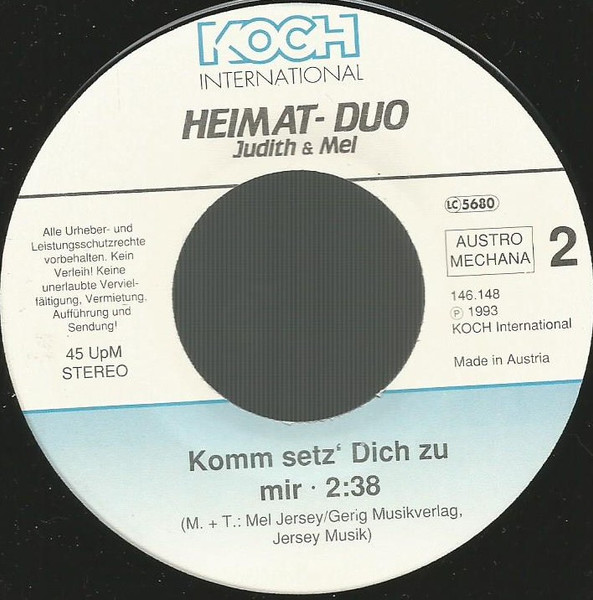 KOCH
INTERNATIONAL
HEIMAT-DUO
Judith & Mel
LC 5680
Alle Urheber- und
Leistungsschutzrechte
vorbehalten. Kein
Verleih! Keine
unerlaubte Verviel-
fältigung, Vermietung,
Aufführung und
Sendung!
45 UpM
STEREO
AUSTRO
MECHANA
2
146.148
Ⓟ 1993
KOCH International
Made in Austria
Komm setz‘ Dich zu
mir · 2:38
(M. + T.: Mel Jersey/Gerig Musikverlag,
Jersey Musik)